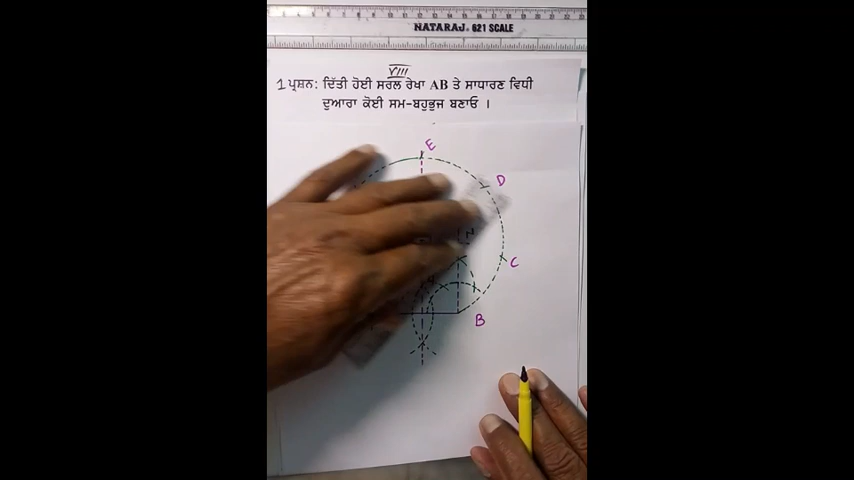 NATARAJ 621 SCALE
VIII
1 ਪ੍ਰਸ਼ਨ: ਦਿੱਤੀ ਹੋਈ ਸਰਲ ਰੇਖਾ AB ਤੇ ਸਾਧਾਰਣ ਵਿਧੀ
ਦੁਆਰਾ ਕੋਈ ਸਮ-ਬਹੁਭੁਜ ਬਣਾਓ ।
E
D
N
C
B